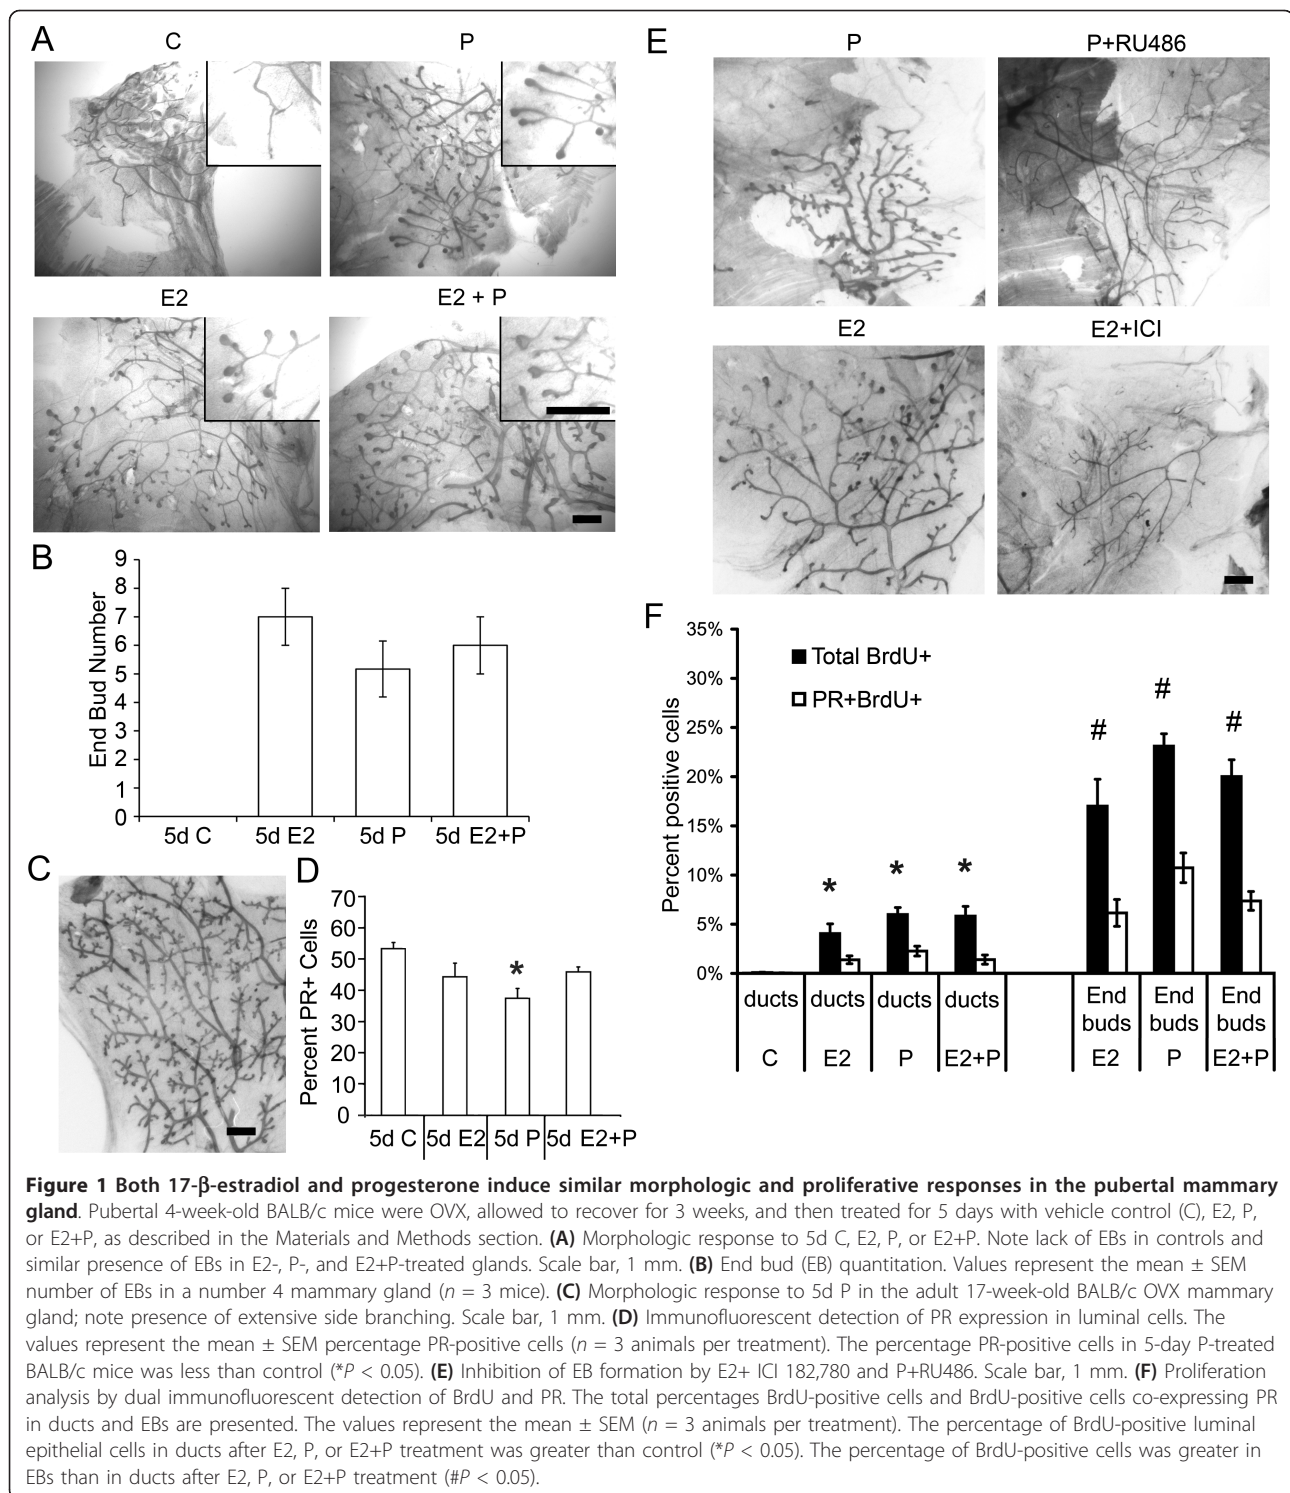 A
C
P
E2
E2 + P
B
End Bud Number
9
8
7
6
5
4
3
2
1
0
5d C
5d E2
5d P
5d E2+P
C
D
Percent PR+ Cells
70
60
50
40
30
20
10
0
*
5d C
5d E2
5d P
5d E2+P
E
P
P+RU486
E2
E2+ICI
F
Percent positive cells
35%
30%
25%
20%
15%
10%
5%
0%
Total BrdU+
PR+BrdU+
* * *
# # #
ducts ducts ducts ducts End buds End buds End buds
C E2 P E2+P E2 P E2+P
Figure 1 Both 17-β-estradiol and progesterone induce similar morphologic and proliferative responses in the pubertal mammary
gland. Pubertal 4-week-old BALB/c mice were OVX, allowed to recover for 3 weeks, and then treated for 5 days with vehicle control (C), E2, P,
or E2+P, as described in the Materials and Methods section. (A) Morphologic response to 5d C, E2, P, or E2+P. Note lack of EBs in controls and
similar presence of EBs in E2-, P-, and E2+P-treated glands. Scale bar, 1 mm. (B) End bud (EB) quantitation. Values represent the mean ± SEM
number of EBs in a number 4 mammary gland (n = 3 mice). (C) Morphologic response to 5d P in the adult 17-week-old BALB/c OVX mammary
gland; note presence of extensive side branching. Scale bar, 1 mm. (D) Immunofluorescent detection of PR expression in luminal cells. The
values represent the mean ± SEM percentage PR-positive cells (n = 3 animals per treatment). The percentage PR-positive cells in 5-day P-treated
BALB/c mice was less than control (*P < 0.05). (E) Inhibition of EB formation by E2+ ICI 182,780 and P+RU486. Scale bar, 1 mm. (F) Proliferation
analysis by dual immunofluorescent detection of BrdU and PR. The total percentages BrdU-positive cells and BrdU-positive cells co-expressing PR
in ducts and EBs are presented. The values represent the mean ± SEM (n = 3 animals per treatment). The percentage of BrdU-positive luminal
epithelial cells in ducts after E2, P, or E2+P treatment was greater than control (*P < 0.05). The percentage of BrdU-positive cells was greater in
EBs than in ducts after E2, P, or E2+P treatment (#P < 0.05).